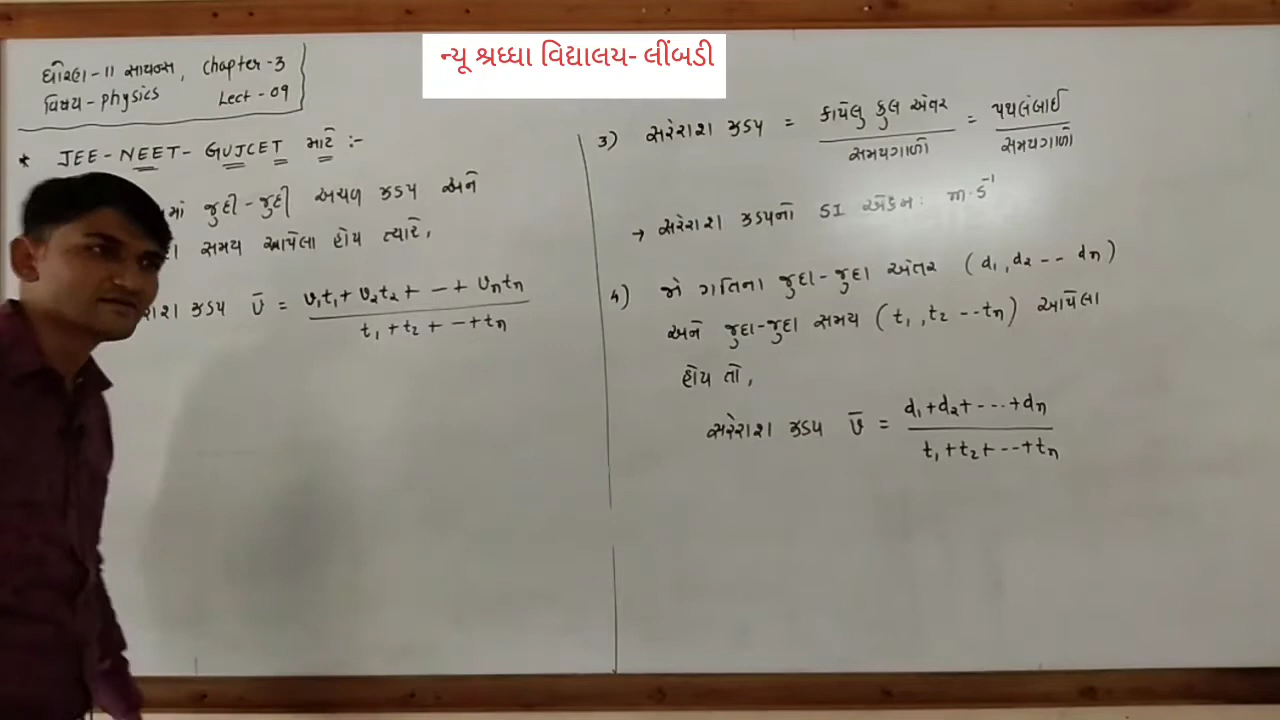 ન્યૂ શ્રધ્ધા વિદ્યાલય- લીંબડી
ધોરણ - 11 સાયન્સ, Chapter - 3
વિષય - physics Lect - 09
* JEE - NEET - GUJCET માટે :-
માં જુદી - જુદી અચળ ઝડપ અને
સમય આપેલા હોય ત્યારે,
રાશ ઝડપ v̄ = (v₁t₁ + v₂t₂ + - - + vₙtₙ) / (t₁ + t₂ + - - + tₙ)
3) સરેરાશ ઝડપ = કાપેલુ કુલ અંતર / સમયગાળો = પથલંબાઈ / સમયગાળો
→ સરેરાશ ઝડપનો SI એકમ : m·s⁻¹
4) જો ગતિના જુદા - જુદા અંતર (d₁, d₂ -- dₙ)
અને જુદા-જુદા સમય (t₁, t₂ --tₙ) આપેલા
હોય તો,
સરેરાશ ઝડપ v̄ = (d₁ + d₂ + --- + dₙ) / (t₁ + t₂ + -- + tₙ)